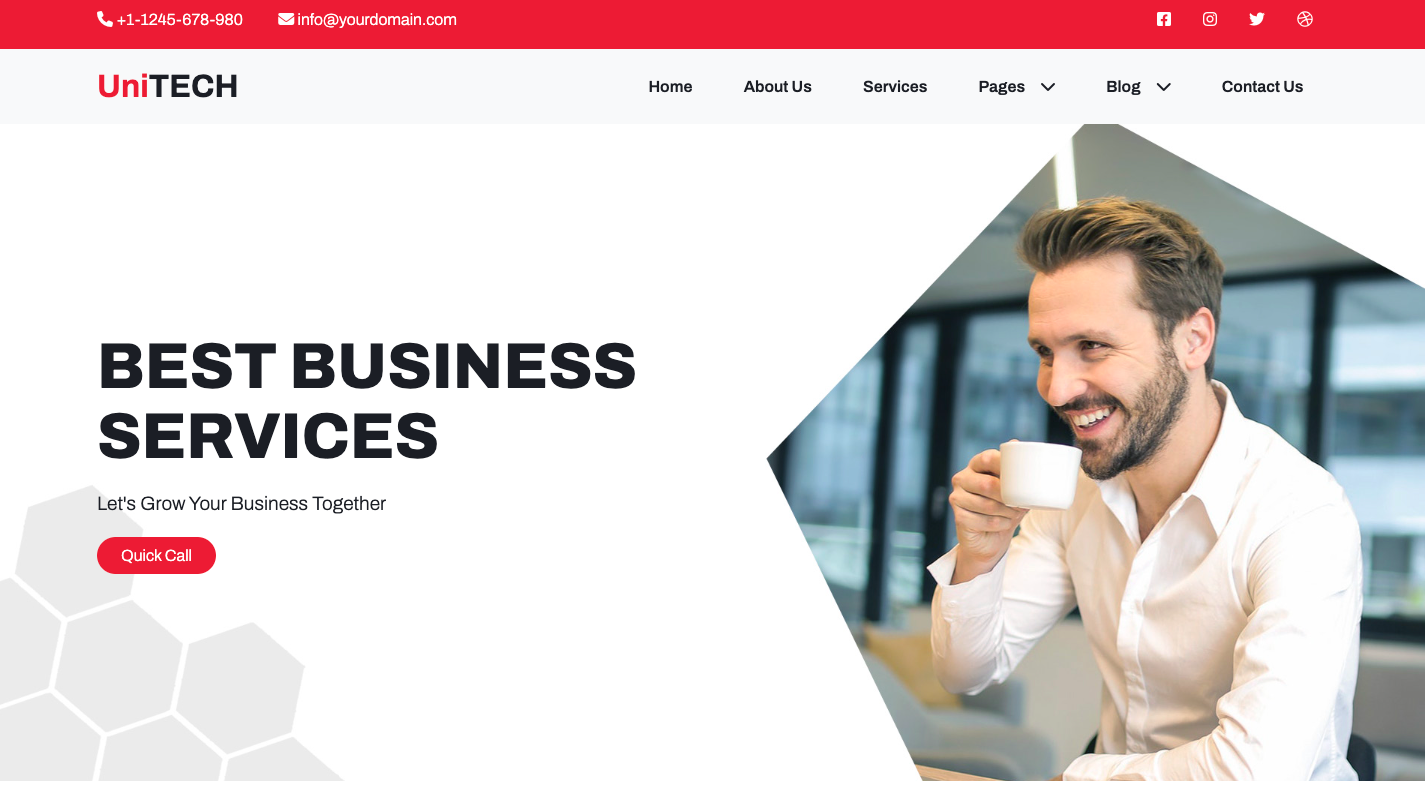 +1-1245-678-980 info@yourdomain.com
UniTECH Home About Us Services Pages Blog Contact Us
BEST BUSINESS
SERVICES
Let's Grow Your Business Together
Quick Call